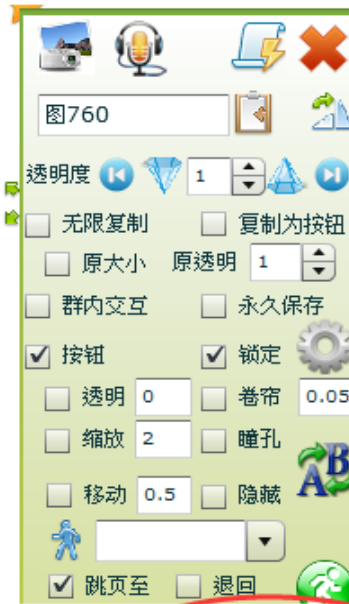 图760
透明度 1
无限复制 复制为按钮
原大小 原透明 1
群内交互 永久保存
按钮 锁定
透明 0 卷帘 0.05
缩放 2 瞳孔
AB
移动 0.5 隐藏
跳页至 退回